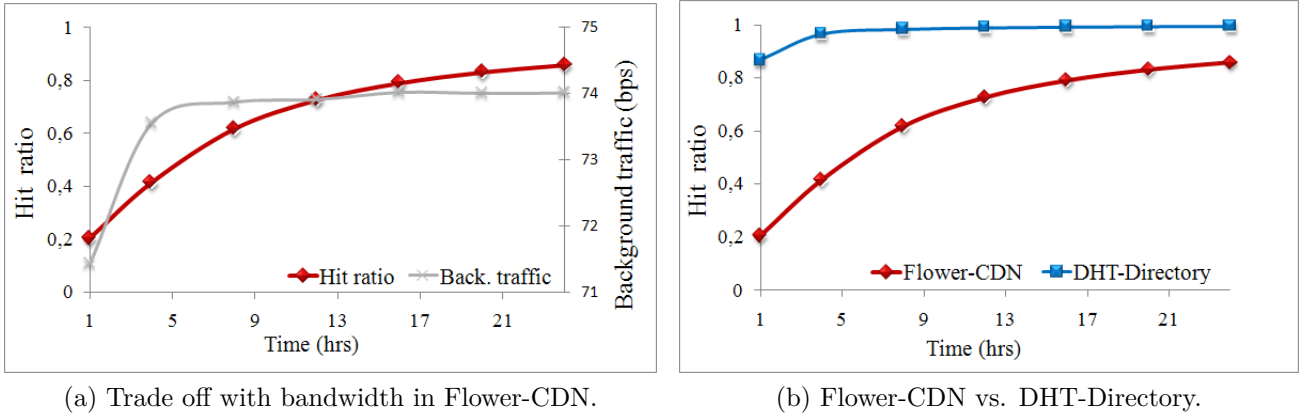 Hit ratio
1
0,8
0,6
0,4
0,2
0
75
74
73
72
71
Background traffic (bps)
Hit ratio
Back. traffic
1 5 9 13 17 21
Time (hrs)
(a) Trade off with bandwidth in Flower-CDN.
Hit ratio
1
0,8
0,6
0,4
0,2
0
Flower-CDN
DHT-Directory
1 5 9 13 17 21
Time (hrs)
(b) Flower-CDN vs. DHT-Directory.